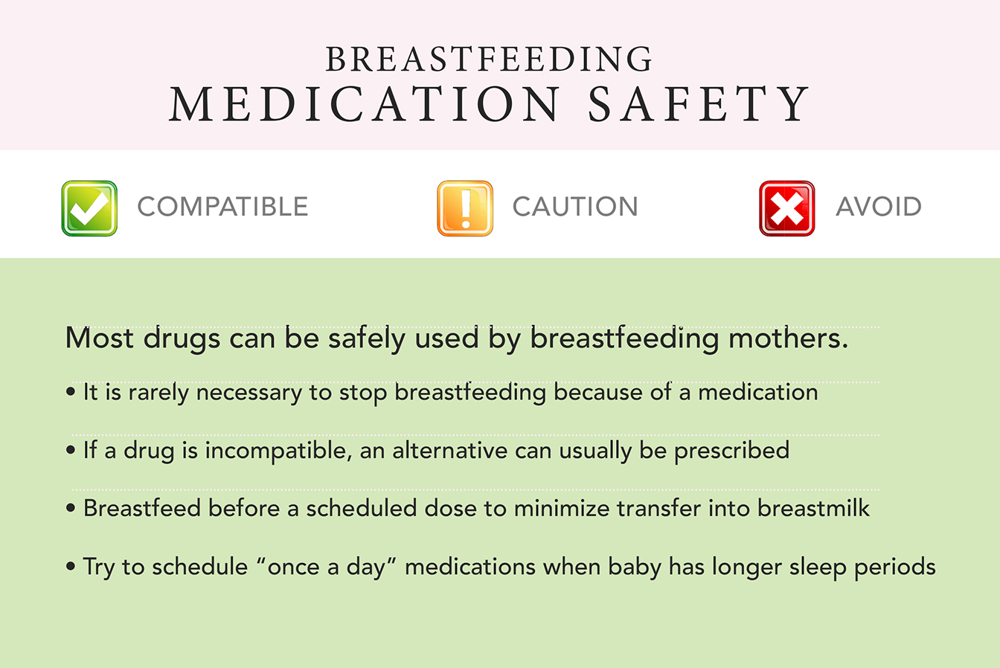 BREASTFEEDING
MEDICATION SAFETY
COMPATIBLE CAUTION AVOID
Most drugs can be safely used by breastfeeding mothers.
• It is rarely necessary to stop breastfeeding because of a medication
• If a drug is incompatible, an alternative can usually be prescribed
• Breastfeed before a scheduled dose to minimize transfer into breastmilk
• Try to schedule “once a day” medications when baby has longer sleep periods